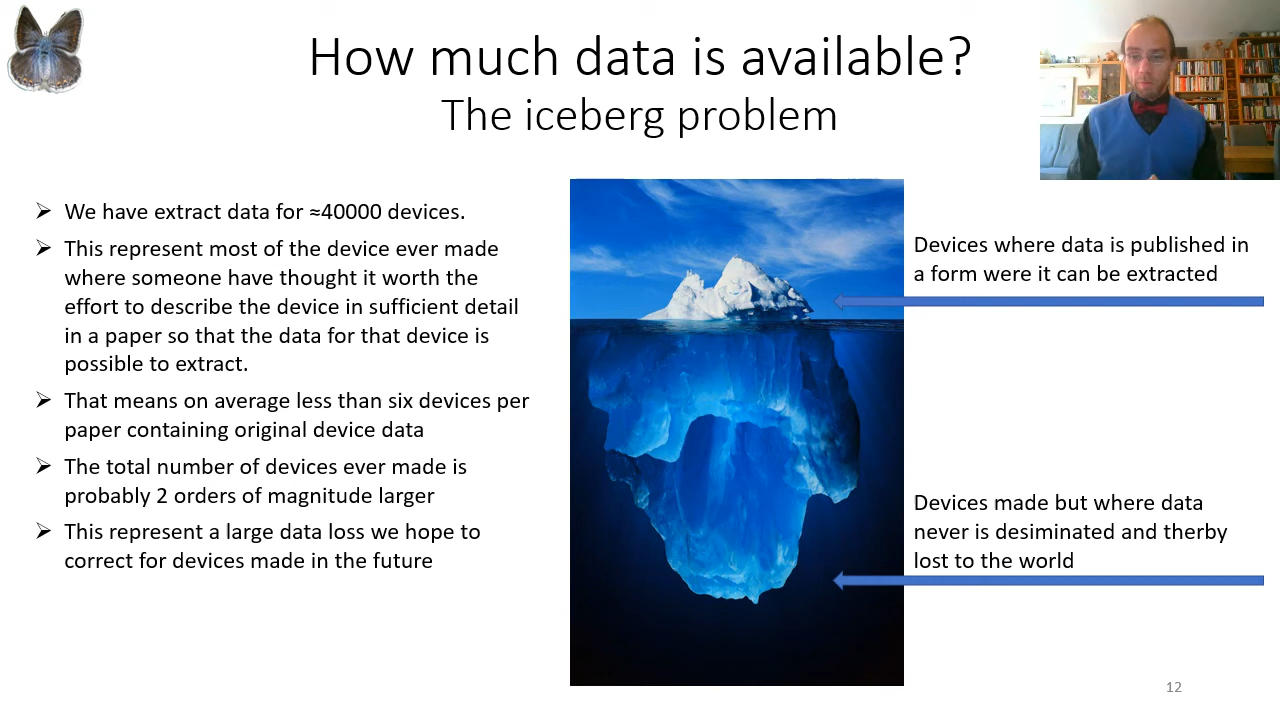 How much data is available?
The iceberg problem
We have extract data for ≈40000 devices.
This represent most of the device ever made
where someone have thought it worth the
effort to describe the device in sufficient detail
in a paper so that the data for that device is
possible to extract.
That means on average less than six devices per
paper containing original device data
The total number of devices ever made is
probably 2 orders of magnitude larger
This represent a large data loss we hope to
correct for devices made in the future
Devices where data is published in
a form were it can be extracted
Devices made but where data
never is desiminated and therby
lost to the world
12